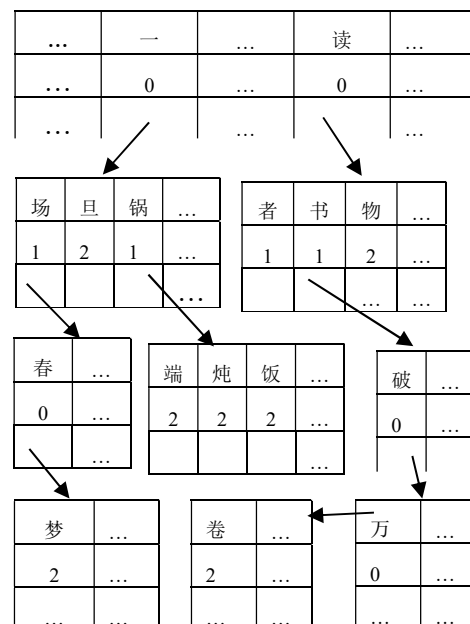 … 一 … 读 …
… 0 … 0 …
… … …
场 旦 锅 …
1 2 1 …
…
者 书 物 …
1 1 2 …
… …
春 …
0 …
…
端 炖 饭 …
2 2 2 …
…
破 …
0 …
梦 …
2 …
… …
卷 …
2 …
… …
万 …
0 …
… …